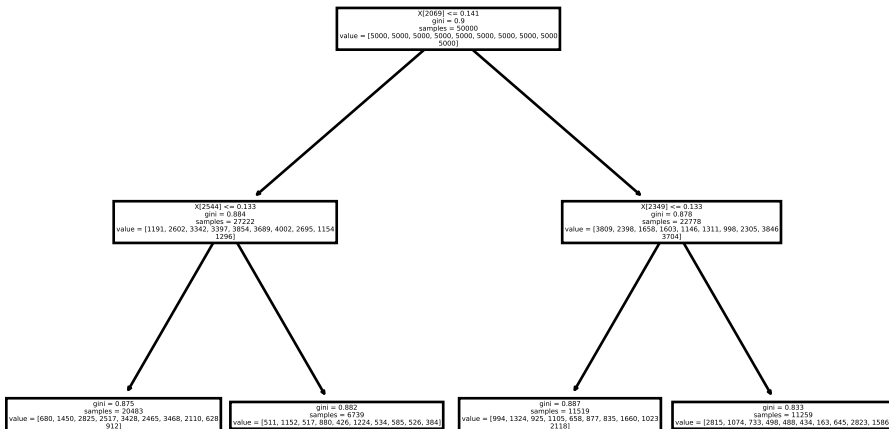 X[2069] <= 0.141
gini = 0.9
samples = 50000
value = [5000, 5000, 5000, 5000, 5000, 5000, 5000, 5000, 5000
5000]
X[2544] <= 0.133
gini = 0.884
samples = 27222
value = [1191, 2602, 3342, 3397, 3854, 3689, 4002, 2695, 1154
1296]
X[2349] <= 0.133
gini = 0.878
samples = 22778
value = [3809, 2398, 1658, 1603, 1146, 1311, 998, 2305, 3846
3704]
gini = 0.875
samples = 20483
value = [680, 1450, 2825, 2517, 3428, 2465, 3468, 2110, 628
912]
gini = 0.882
samples = 6739
value = [511, 1152, 517, 880, 426, 1224, 534, 585, 526, 384]
gini = 0.887
samples = 11519
value = [994, 1324, 925, 1105, 658, 877, 835, 1660, 1023
2118]
gini = 0.833
samples = 11259
value = [2815, 1074, 733, 498, 488, 434, 163, 645, 2823, 1586]